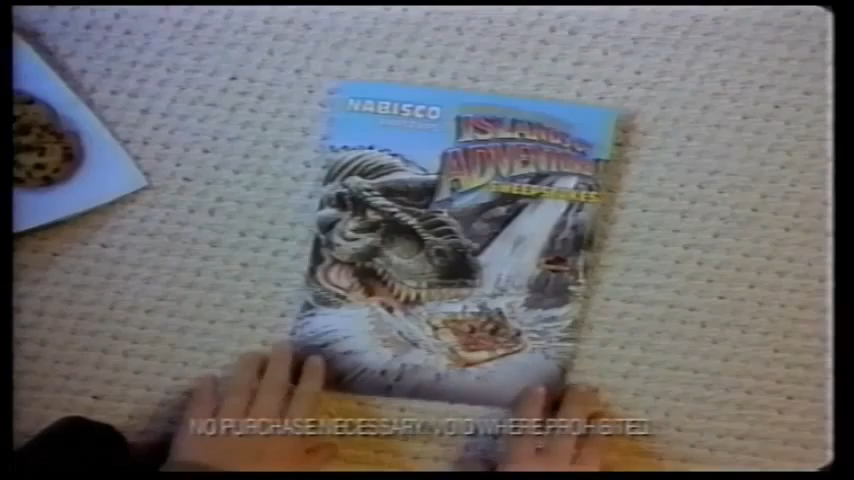 NABISCO
ISLANDS OF
ADVENTURE
SWEEPSTAKES
NO PURCHASE NECESSARY. VOID WHERE PROHIBITED.